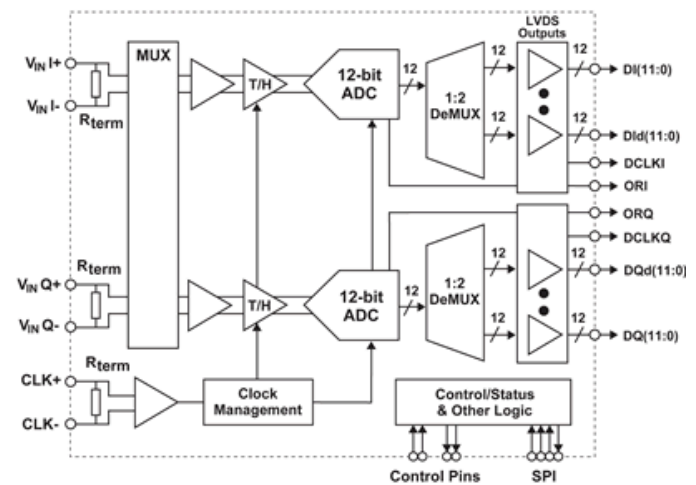 LVDS
Outputs
MUX
V_IN I+
V_IN I-
R_term
T/H
12-bit
ADC
12
1:2
DeMUX
12
12
12
12
DI(11:0)
DId(11:0)
DCLKI
ORI
ORQ
DCLKQ
DQd(11:0)
DQ(11:0)
V_IN Q+
V_IN Q-
R_term
T/H
12-bit
ADC
12
1:2
DeMUX
12
12
12
12
CLK+
CLK-
R_term
Clock
Management
Control/Status
& Other Logic
Control Pins
SPI